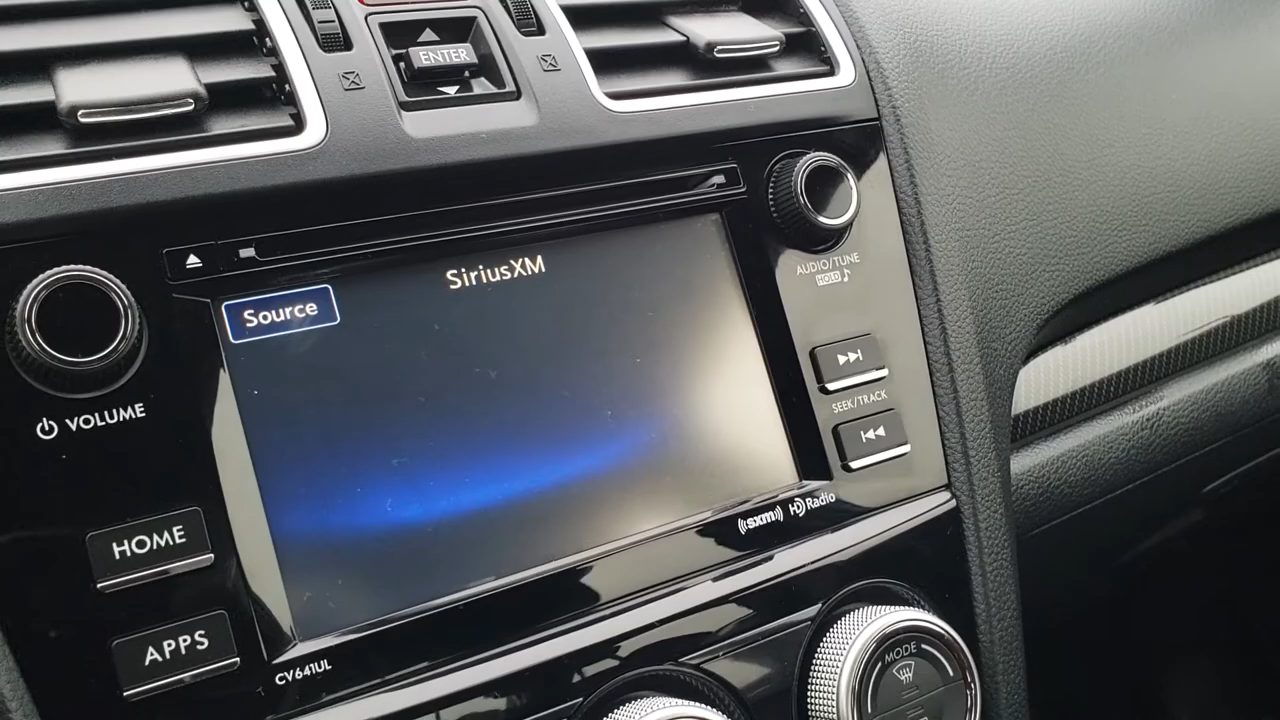 ENTER
SiriusXM
Source
AUDIO/TUNE
HOLD
VOLUME
SEEK/TRACK
HOME
((sxm))
HD Radio
APPS
CV641UL
MODE